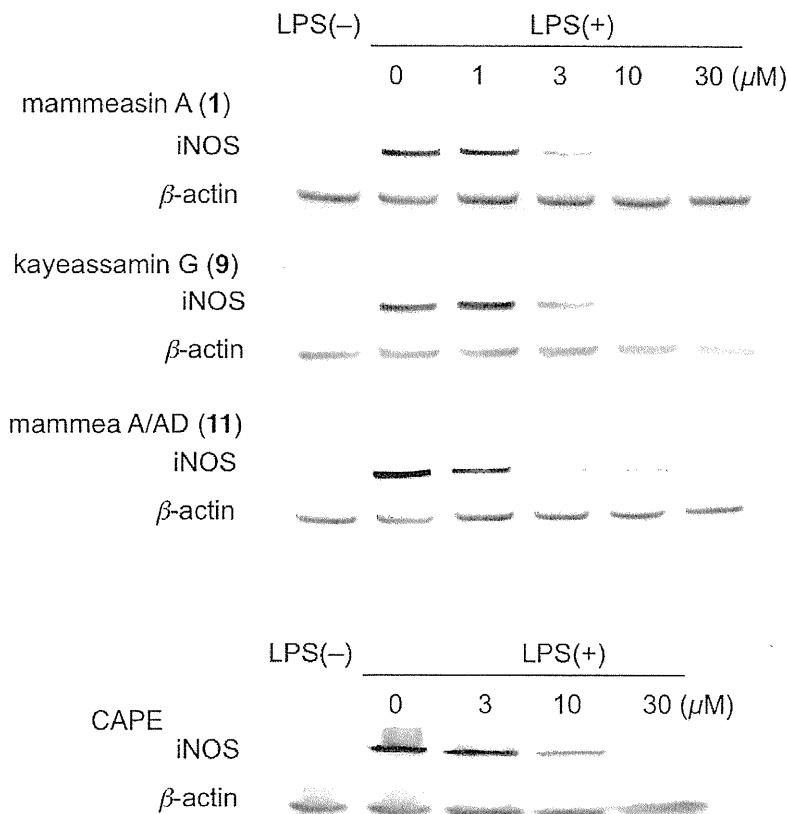 LPS(–) LPS(+)
0 1 3 10 30 (μM)
mammeasin A (1)
iNOS
β-actin
kayeassamin G (9)
iNOS
β-actin
mammea A/AD (11)
iNOS
β-actin
LPS(–) LPS(+)
0 3 10 30 (μM)
CAPE
iNOS
β-actin